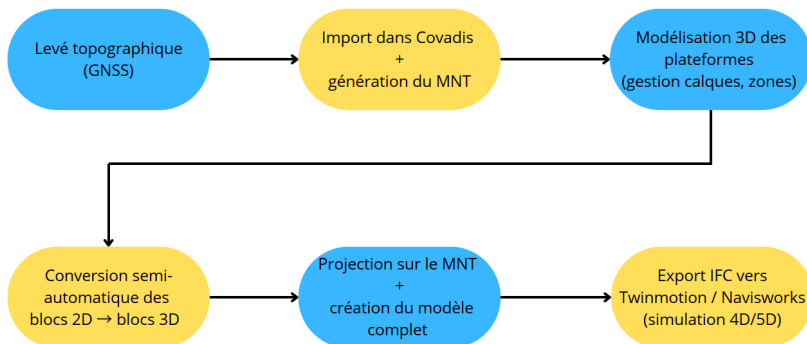 Levé topographique
(GNSS)
Import dans Covadis
+
génération du MNT
Modélisation 3D des
plateformes
(gestion calques, zones)
Conversion semi-
automatique des
blocs 2D → blocs 3D
Projection sur le MNT
+
création du modèle
complet
Export IFC vers
Twinmotion / Navisworks
(simulation 4D/5D)